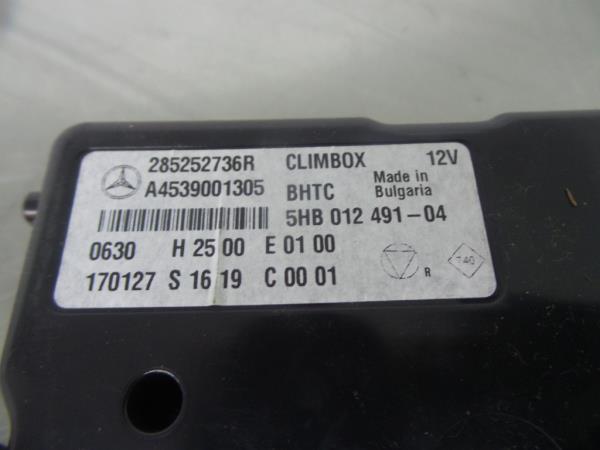 285252736R CLIMBOX 12V
A4539001305 BHTC Made in Bulgaria
5HB 012 491-04
0630 H 25 00 E 01 00
170127 S 16 19 C 00 01
R